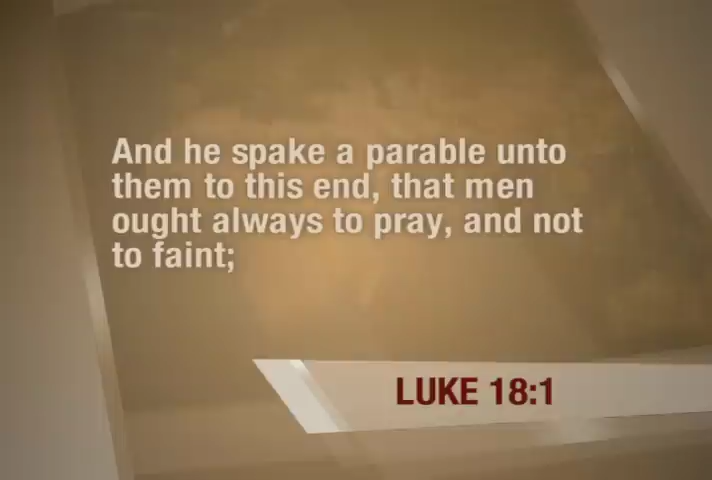 And he spake a parable unto
them to this end, that men
ought always to pray, and not
to faint;
LUKE 18:1